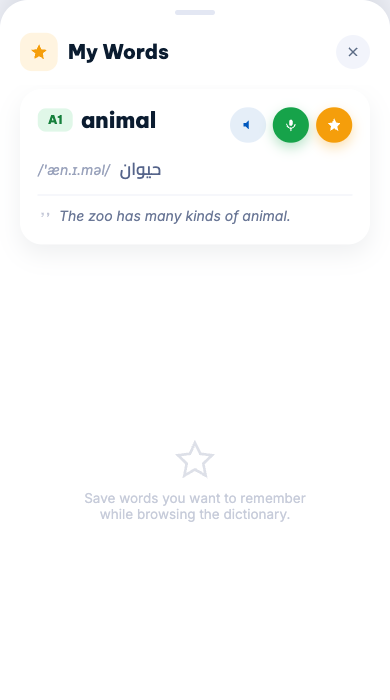 My Words
A1 animal
/'æn.ɪ.məl/ حيوان
,, The zoo has many kinds of animal.
Save words you want to remember
while browsing the dictionary.